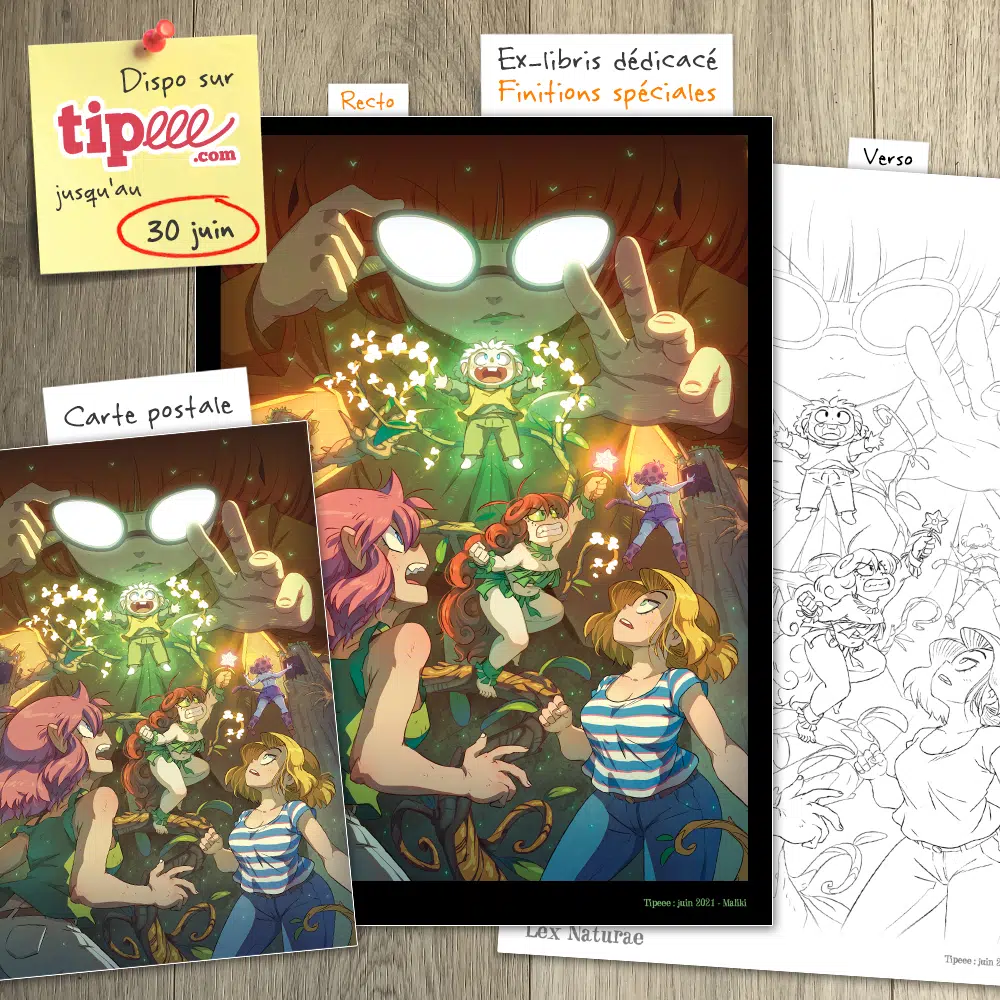 Dispo sur
tipeee
.com
jusqu'au
30 juin
Recto
Ex-libris dédicacé
Finitions spéciales
Verso
Carte postale
Tipeee : juin 2021 - Maliki
Lex Naturae
Tipeee : juin